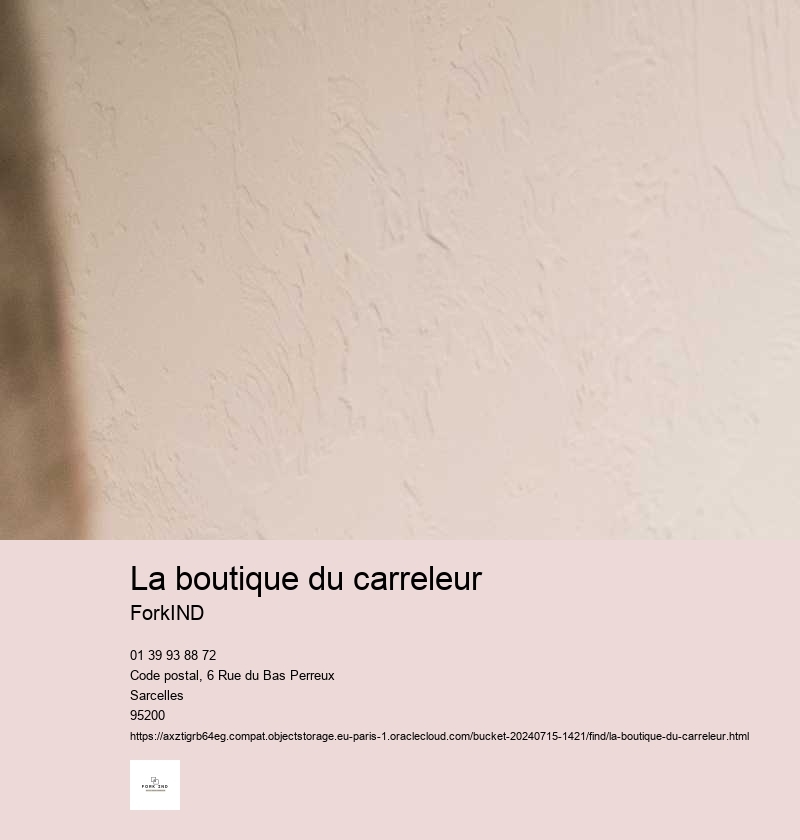 La boutique du carreleur
ForkIND
01 39 93 88 72
Code postal, 6 Rue du Bas Perreux
Sarcelles
95200
https://axztigrb64eg.compat.objectstorage.eu-paris-1.oraclecloud.com/bucket-20240715-1421/find/la-boutique-du-carreleur.html
FORK IND